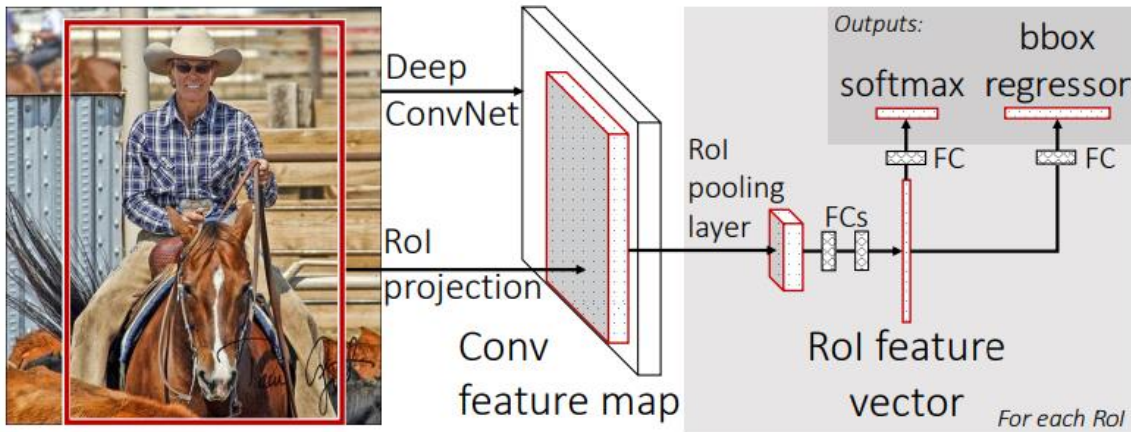 Deep
ConvNet
RoI
projection
Conv
feature map
RoI
pooling
layer
FCs
Outputs:
softmax
bbox
regressor
FC
FC
RoI feature
vector
For each RoI